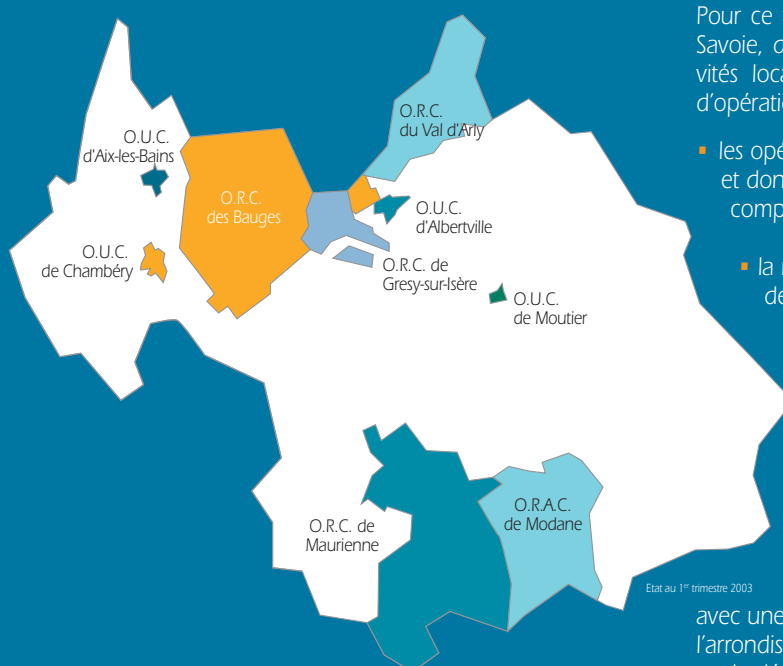 O.U.C.
d'Aix-les-Bains
O.R.C.
du Val d'Arly
O.R.C.
des Bauges
O.U.C.
d'Albertville
O.U.C.
de Chambéry
O.R.C. de
Gresy-sur-Isère
O.U.C.
de Moutier
O.R.C. de
Maurienne
O.R.A.C.
de Modane
Etat au 1er trimestre 2003
Pour ce
Savoie,
vités loca
d'opératio
▪ les opé
et don
comp
▪ la
de
avec une
l'arrondis